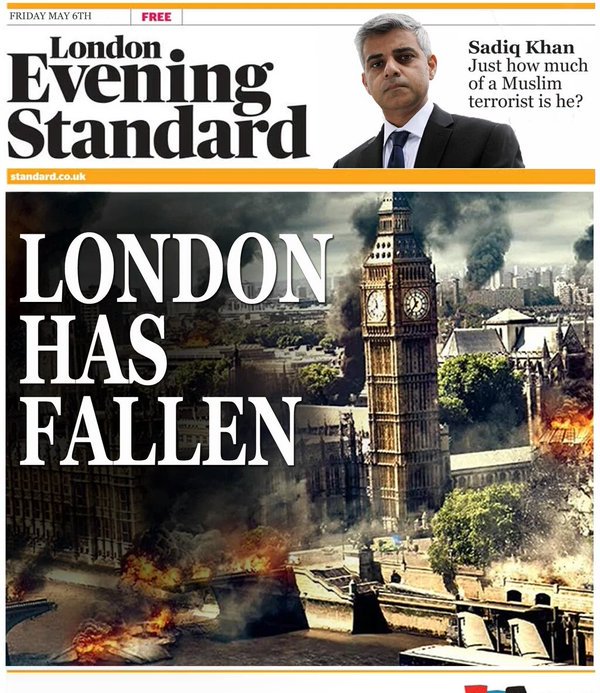 FRIDAY MAY 6TH
FREE
London
Evening
Standard
Sadiq Khan
Just how much
of a Muslim
terrorist is he?
standard.co.uk
LONDON
HAS
FALLEN